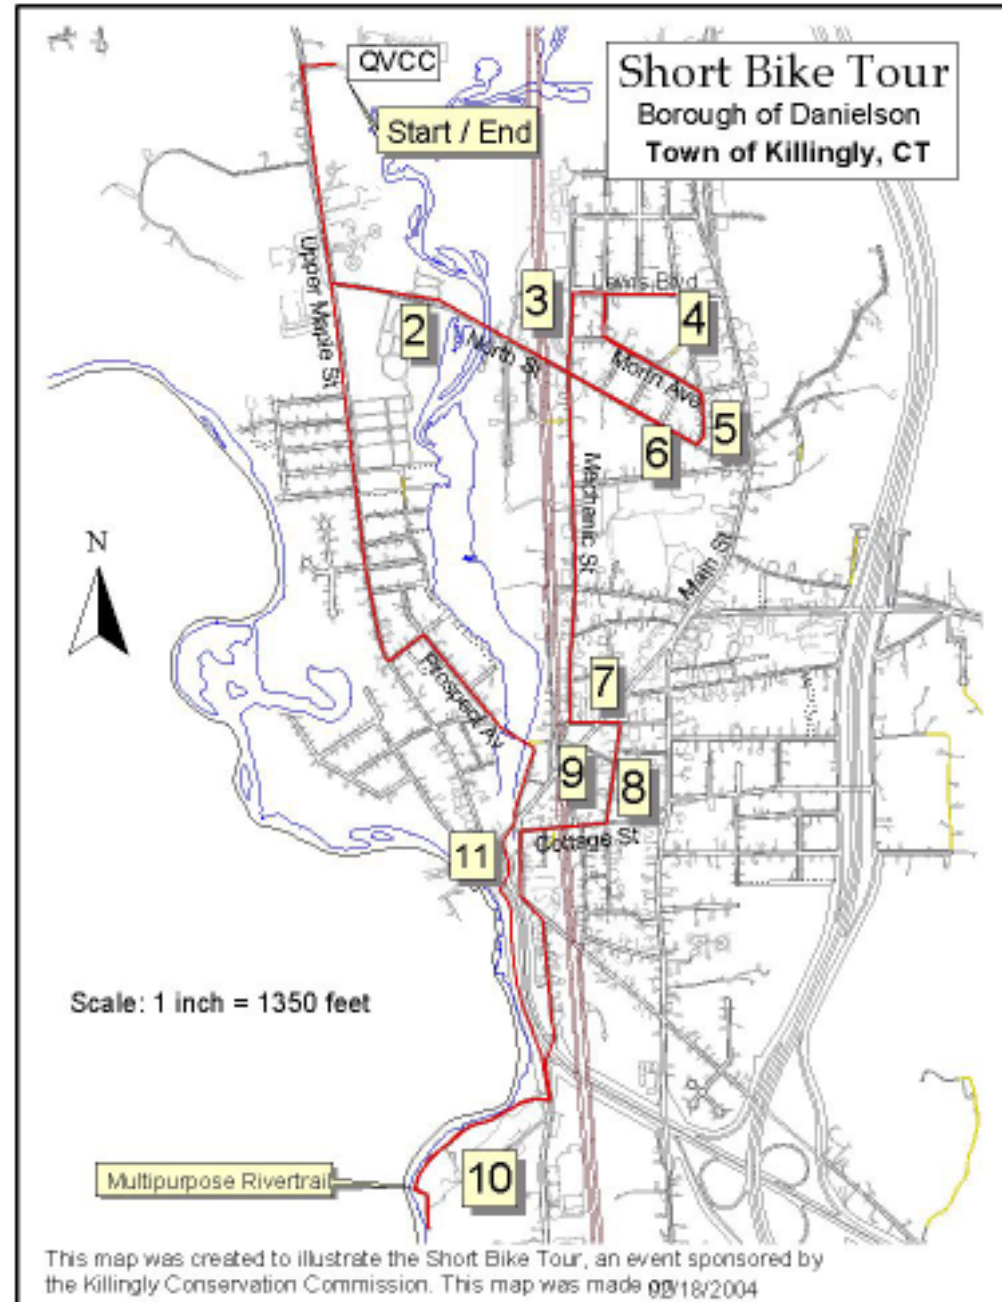 QVCC
Start / End
Short Bike Tour
Borough of Danielson
Town of Killingly, CT
Upper Maple St
2
3
Lewis Blvd
4
North St
Morin Ave
5
6
Mechanic St
Main St
N
7
Prospect Av
9
8
Cottage St
11
Scale: 1 inch = 1350 feet
Multipurpose Rivertrail
10
This map was created to illustrate the Short Bike Tour, an event sponsored by
the Killingly Conservation Commission. This map was made /18/2004